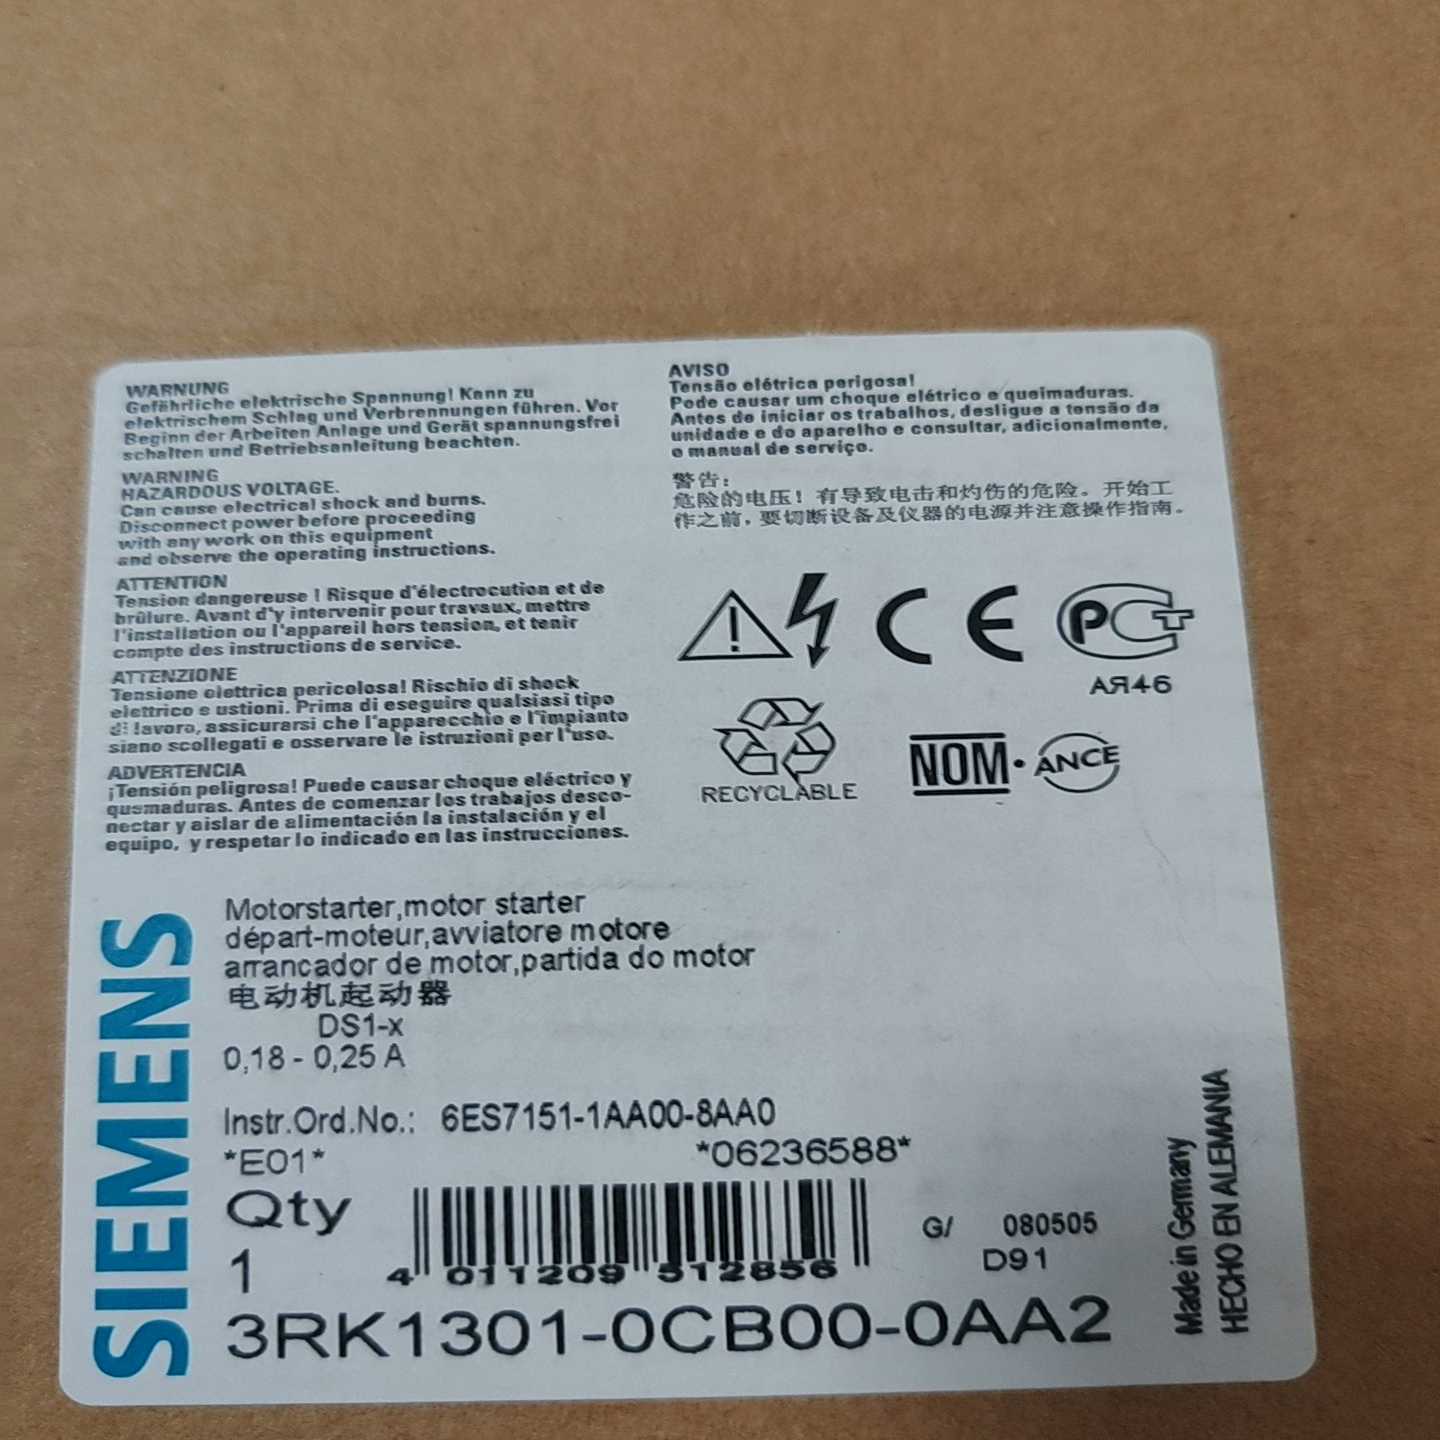 WARNUNG
Gefährliche elektrische Spannung! Kann zu
elektrischem Schlag und Verbrennungen führen. Vor
Beginn der Arbeiten Anlage und Gerät spannungsfrei
schalten und Betriebsanleitung beachten.
WARNING
HAZARDOUS VOLTAGE.
Can cause electrical shock and burns.
Disconnect power before proceeding
with any work on this equipment
and observe the operating instructions.
ATTENTION
Tension dangereuse ! Risque d'électrocution et de
brûlure. Avant d'y intervenir pour travaux, mettre
l'installation ou l'appareil hors tension, et tenir
compte des instructions de service.
ATTENZIONE
Tensione elettrica pericolosa! Rischio di shock
elettrico e ustioni. Prima di eseguire qualsiasi tipo
di lavoro, assicurarsi che l'apparecchio e l'impianto
siano scollegati e osservare le istruzioni per l'uso.
ADVERTENCIA
¡Tensión peligrosa! Puede causar choque eléctrico y
quemaduras. Antes de comenzar los trabajos desco-
nectar y aislar de alimentación la instalación y el
equipo, y respetar lo indicado en las instrucciones.
AVISO
Tensão elétrica perigosa!
Pode causar um choque elétrico e queimaduras.
Antes de iniciar os trabalhos, desligue a tensão da
unidade e do aparelho e consultar, adicionalmente,
o manual de serviço.
警告：
危险的电压！有导致电击和灼伤的危险。开始工
作之前，要切断设备及仪器的电源并注意操作指南。
CE
PCT
АЯ46
RECYCLABLE
NOM·ANCE
SIEMENS
Motorstarter,motor starter
départ-moteur,avviatore motore
arrancador de motor,partida do motor
电动机起动器
DS1-x
0,18 - 0,25 A
Instr.Ord.No.: 6ES7151-1AA00-8AA0
*E01* *06236588*
Qty
1
4 011209 512856
G/ 080505
D91
3RK1301-0CB00-0AA2
Made in Germany
HECHO EN ALEMANIA